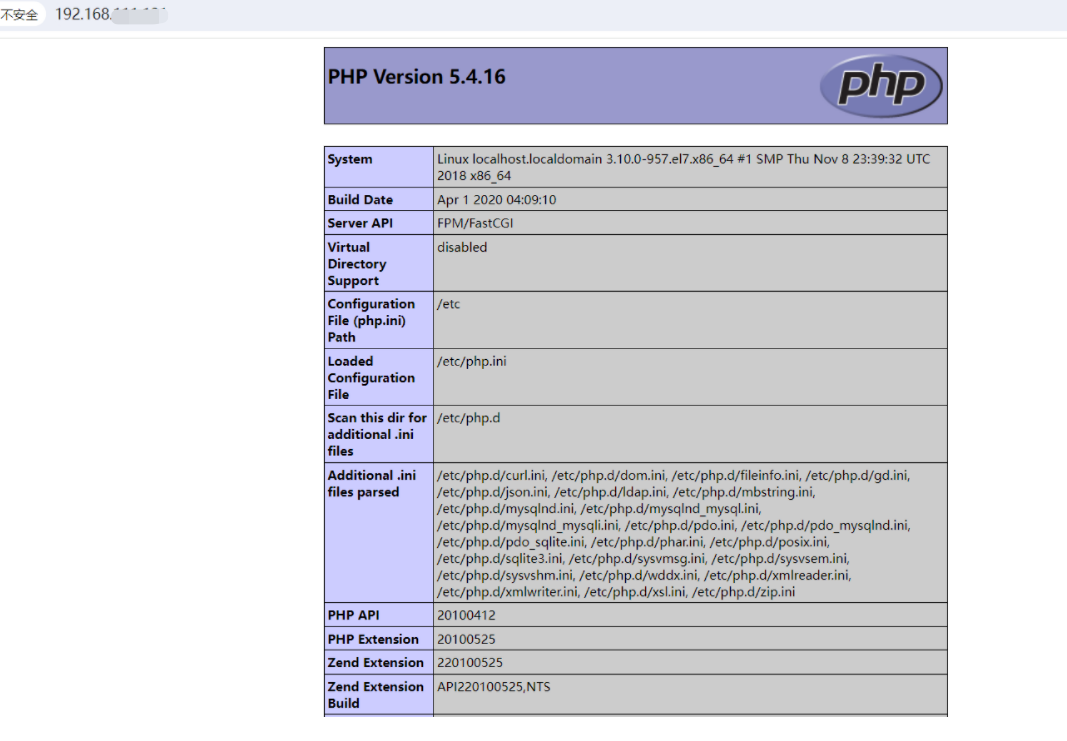 不安全 192.168.
PHP Version 5.4.16
php
System
Linux localhost.localdomain 3.10.0-957.el7.x86_64 #1 SMP Thu Nov 8 23:39:32 UTC
2018 x86_64
Build Date
Apr 1 2020 04:09:10
Server API
FPM/FastCGI
Virtual
Directory
Support
disabled
Configuration
File (php.ini)
Path
/etc
Loaded
Configuration
File
/etc/php.ini
Scan this dir for
additional .ini
files
/etc/php.d
Additional .ini
files parsed
/etc/php.d/curl.ini, /etc/php.d/dom.ini, /etc/php.d/fileinfo.ini, /etc/php.d/gd.ini,
/etc/php.d/json.ini, /etc/php.d/ldap.ini, /etc/php.d/mbstring.ini,
/etc/php.d/mysqlnd.ini, /etc/php.d/mysqlnd_mysql.ini,
/etc/php.d/mysqlnd_mysqli.ini, /etc/php.d/pdo.ini, /etc/php.d/pdo_mysqlnd.ini,
/etc/php.d/pdo_sqlite.ini, /etc/php.d/phar.ini, /etc/php.d/posix.ini,
/etc/php.d/sqlite3.ini, /etc/php.d/sysvmsg.ini, /etc/php.d/sysvsem.ini,
/etc/php.d/sysvshm.ini, /etc/php.d/wddx.ini, /etc/php.d/xmlreader.ini,
/etc/php.d/xmlwriter.ini, /etc/php.d/xsl.ini, /etc/php.d/zip.ini
PHP API
20100412
PHP Extension
20100525
Zend Extension
220100525
Zend Extension
Build
API220100525,NTS